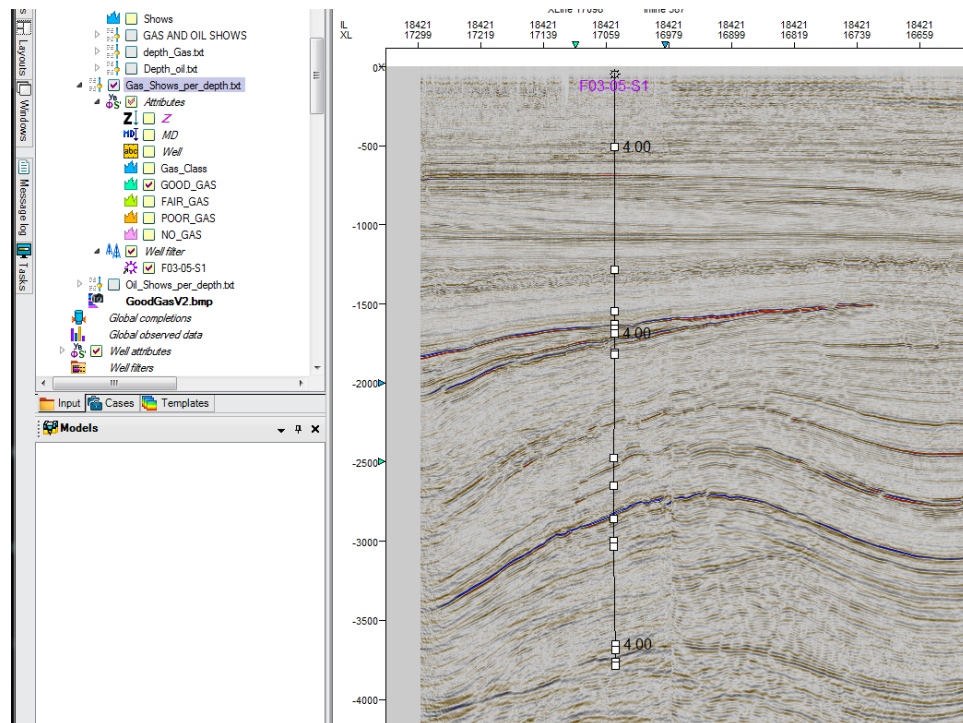 Layouts
Windows
Message log
Tasks
Shows
GAS AND OIL SHOWS
depth_Gas.txt
Depth_oil.txt
Gas_Shows_per_depth.txt
Attributes
Z
MD
abc Well
Gas_Class
GOOD_GAS
FAIR_GAS
POOR_GAS
NO_GAS
Well filter
F03-05-S1
Oil_Shows_per_depth.txt
GoodGasV2.bmp
Global completions
Global observed data
Well attributes
Well filters
Input Cases Templates
Models
IL 18421 18421 18421 18421 18421 18421 18421 18421 18421
XL 17299 17219 17139 17059 16979 16899 16819 16739 16659
F03-05-S1
4.00
-500
-1000
-1500
4.00
-2000
-2500
-3000
-3500
4.00
-4000